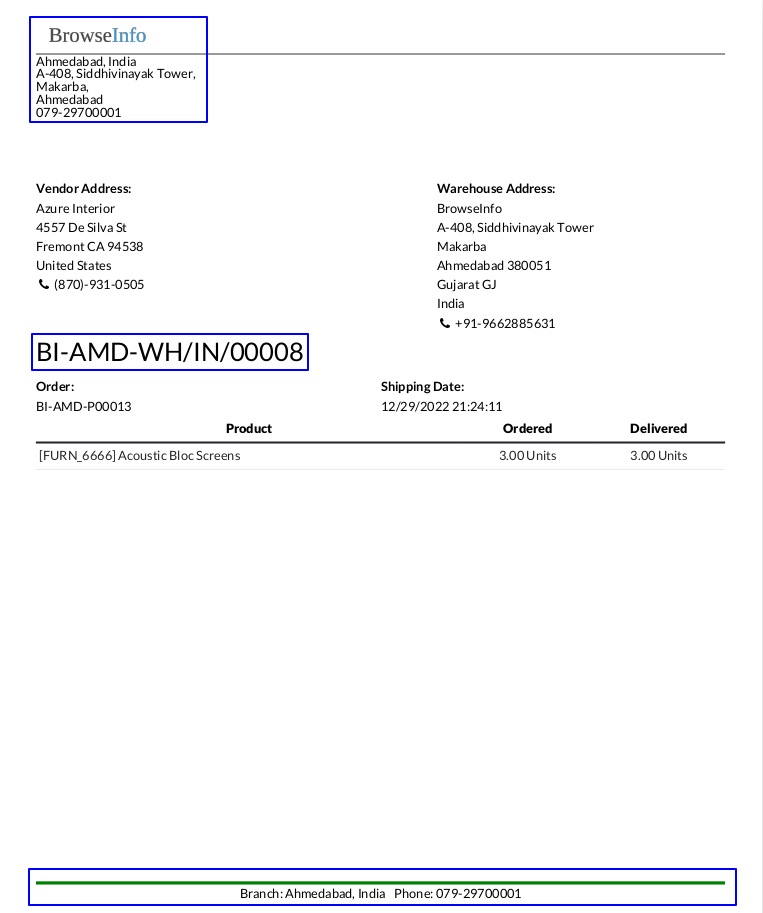 BrowseInfo
Ahmedabad, India
A-408, Siddhivinayak Tower,
Makarba,
Ahmedabad
079-29700001
Vendor Address:
Azure Interior
4557 De Silva St
Fremont CA 94538
United States
(870)-931-0505
Warehouse Address:
BrowseInfo
A-408, Siddhivinayak Tower
Makarba
Ahmedabad 380051
Gujarat GJ
India
+91-9662885631
BI-AMD-WH/IN/00008
Order:
BI-AMD-P00013
Shipping Date:
12/29/2022 21:24:11
Product Ordered Delivered
[FURN_6666] Acoustic Bloc Screens 3.00 Units 3.00 Units
Branch: Ahmedabad, India Phone: 079-29700001